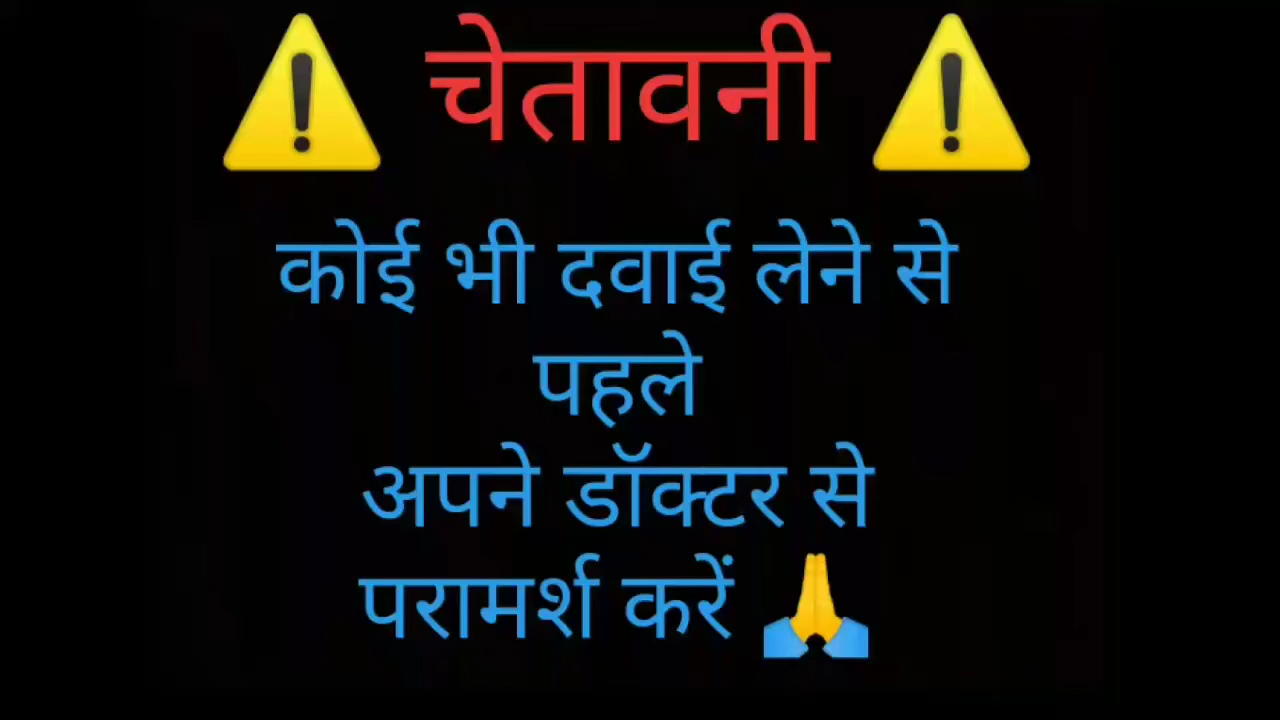 ⚠️ चेतावनी ⚠️
कोई भी दवाई लेने से
पहले
अपने डॉक्टर से
परामर्श करें 🙏